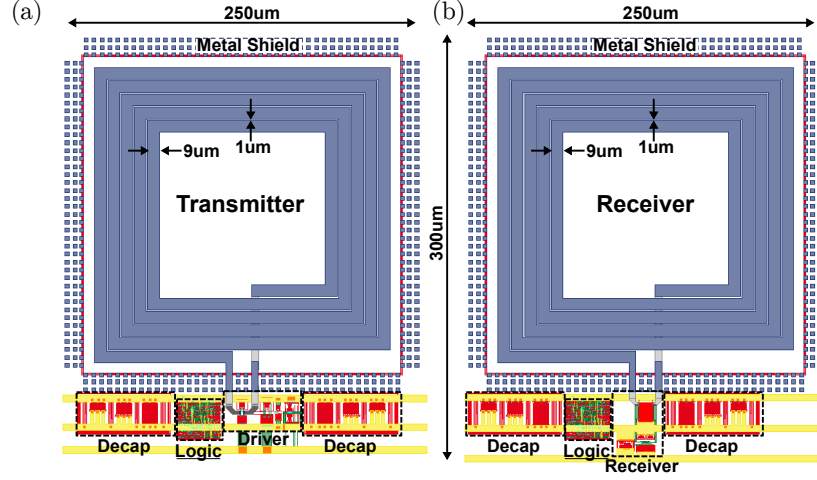 (a)
250um
Metal Shield
9um
1um
Transmitter
Decap
Logic
Driver
Decap
300um
(b)
250um
Metal Shield
9um
1um
Receiver
Decap
Logic
Receiver
Decap